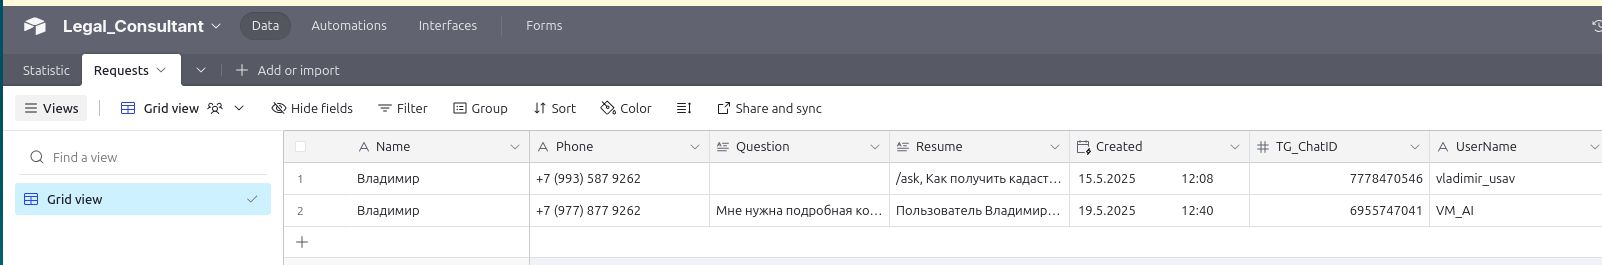 Legal_Consultant Data Automations Interfaces Forms
Statistic Requests Add or import
Views Grid view Hide fields Filter Group Sort Color Share and sync
Find a view
Grid view
Name Phone Question Resume Created TG_ChatID UserName
1 Владимир +7 (993) 587 9262 /ask, Как получить кадаст... 15.5.2025 12:08 7778470546 vladimir_usav
2 Владимир +7 (977) 877 9262 Мне нужна подробная ко... Пользователь Владимир... 19.5.2025 12:40 6955747041 VM_AI